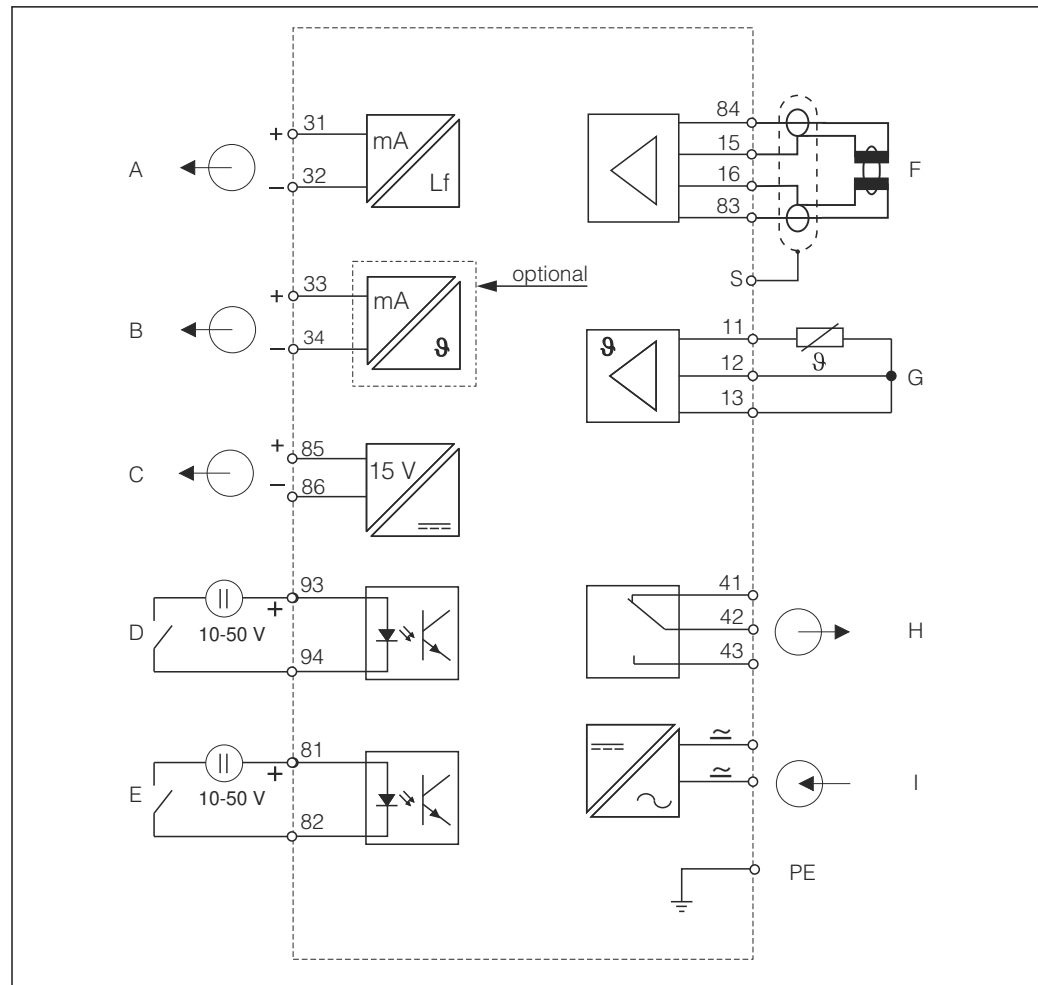 A
+ 31
– 32
mA
Lf
B
+ 33
– 34
mA
ϑ
optional
C
+ 85
– 86
15 V
D
10-50 V
+ 93
94
E
10-50 V
+ 81
82
84
15
16
83
F
S
ϑ
11
12
13
ϑ
G
41
42
43
H
≃
≃
I
PE